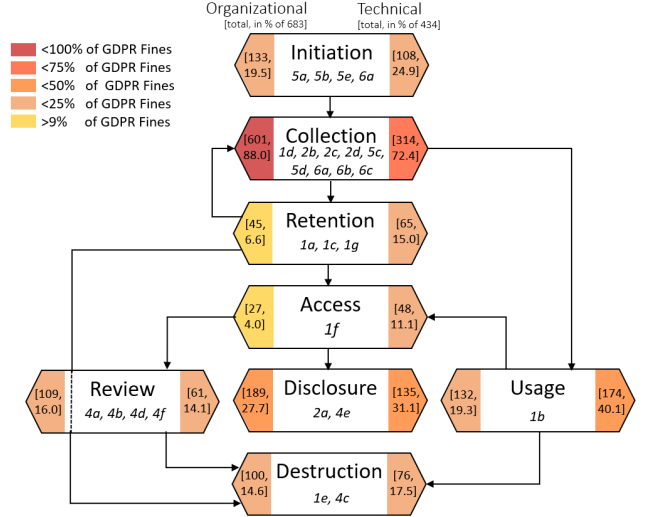 Organizational
[total, in % of 683]
Technical
[total, in % of 434]
<100% of GDPR Fines
<75% of GDPR Fines
<50% of GDPR Fines
<25% of GDPR Fines
>9% of GDPR Fines
[133,
19.5]
Initiation
5a, 5b, 5e, 6a
[108,
24.9]
[601,
88.0]
Collection
1d, 2b, 2c, 2d, 5c,
5d, 6a, 6b, 6c
[314,
72.4]
[45,
6.6]
Retention
1a, 1c, 1g
[65,
15.0]
[27,
4.0]
Access
1f
[48,
11.1]
[109,
16.0]
Review
4a, 4b, 4d, 4f
[61,
14.1]
[189,
27.7]
Disclosure
2a, 4e
[135,
31.1]
[132,
19.3]
Usage
1b
[174,
40.1]
[100,
14.6]
Destruction
1e, 4c
[76,
17.5]